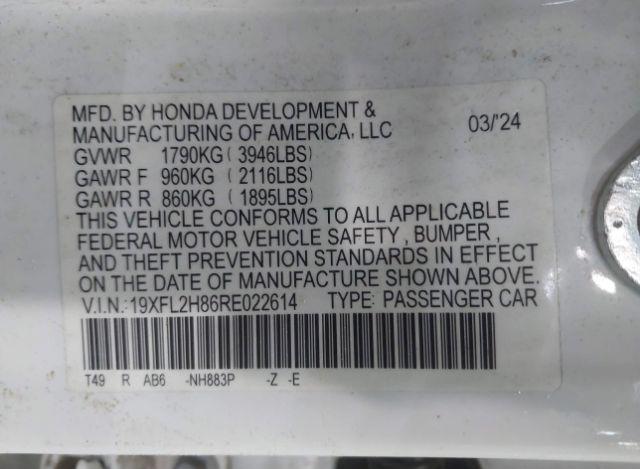 MFD. BY HONDA DEVELOPMENT &
MANUFACTURING OF AMERICA, LLC 03/'24
GVWR 1790KG ( 3946LBS )
GAWR F 960KG ( 2116LBS )
GAWR R 860KG ( 1895LBS )
THIS VEHICLE CONFORMS TO ALL APPLICABLE
FEDERAL MOTOR VEHICLE SAFETY , BUMPER ,
AND THEFT PREVENTION STANDARDS IN EFFECT
ON THE DATE OF MANUFACTURE SHOWN ABOVE.
V.I.N.: 19XFL2H86RE022614 TYPE: PASSENGER CAR
T49 R AB6 -NH883P -Z -E